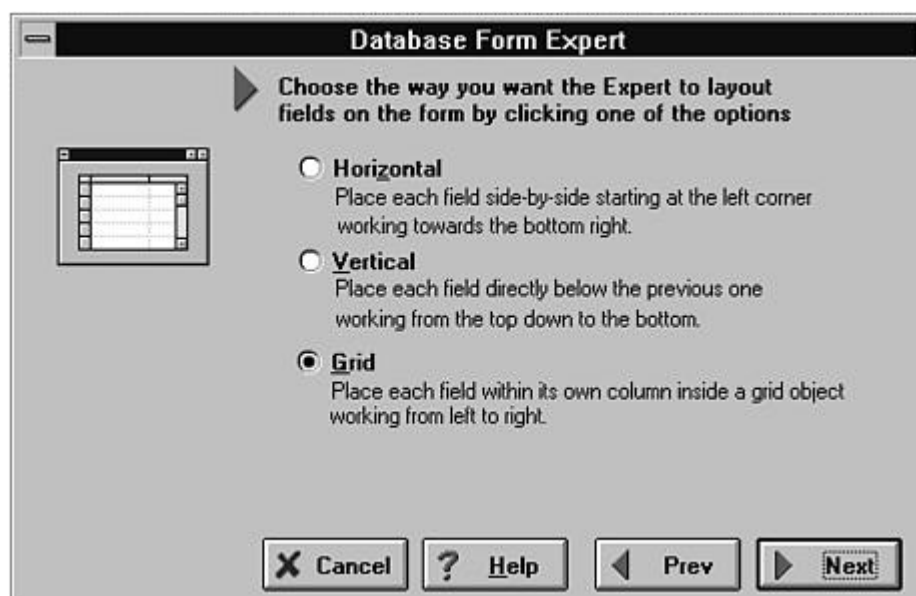 Database Form Expert
Choose the way you want the Expert to layout
fields on the form by clicking one of the options
Horizontal
Place each field side-by-side starting at the left corner
working towards the bottom right.
Vertical
Place each field directly below the previous one
working from the top down to the bottom.
Grid
Place each field within its own column inside a grid object
working from left to right.
Cancel
? Help
Prev
Next